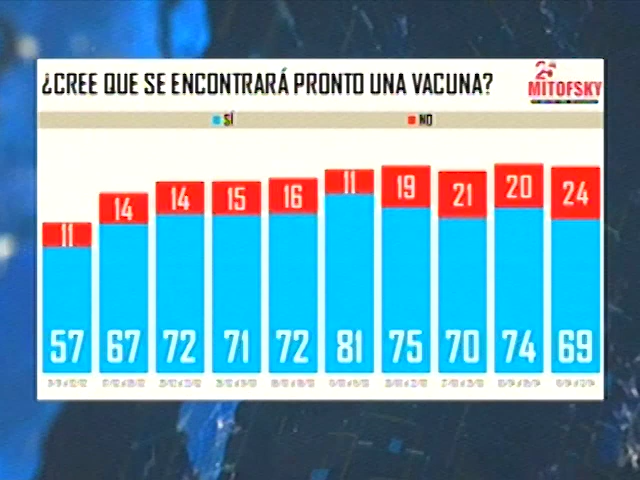 ¿CREE QUE SE ENCONTRARÁ PRONTO UNA VACUNA?
MITOFSKY
SÍ NO
11 14 14 15 16 11 19 21 20 24
57 67 72 71 72 81 75 70 74 69